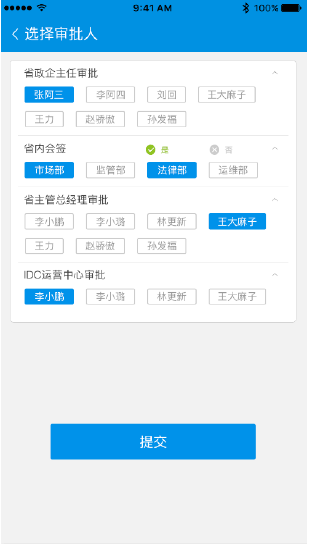 9:41 AM 100%
选择审批人
省政企主任审批
张阿三 李阿四 刘回 王大麻子
王力 赵骄傲 孙发福
省内会签 是 否
市场部 监管部 法律部 运维部
省主管总经理审批
李小鹏 李小璐 林更新 王大麻子
王力 赵骄傲 孙发福
IDC运营中心审批
李小鹏 李小璐 林更新 王大麻子
提交